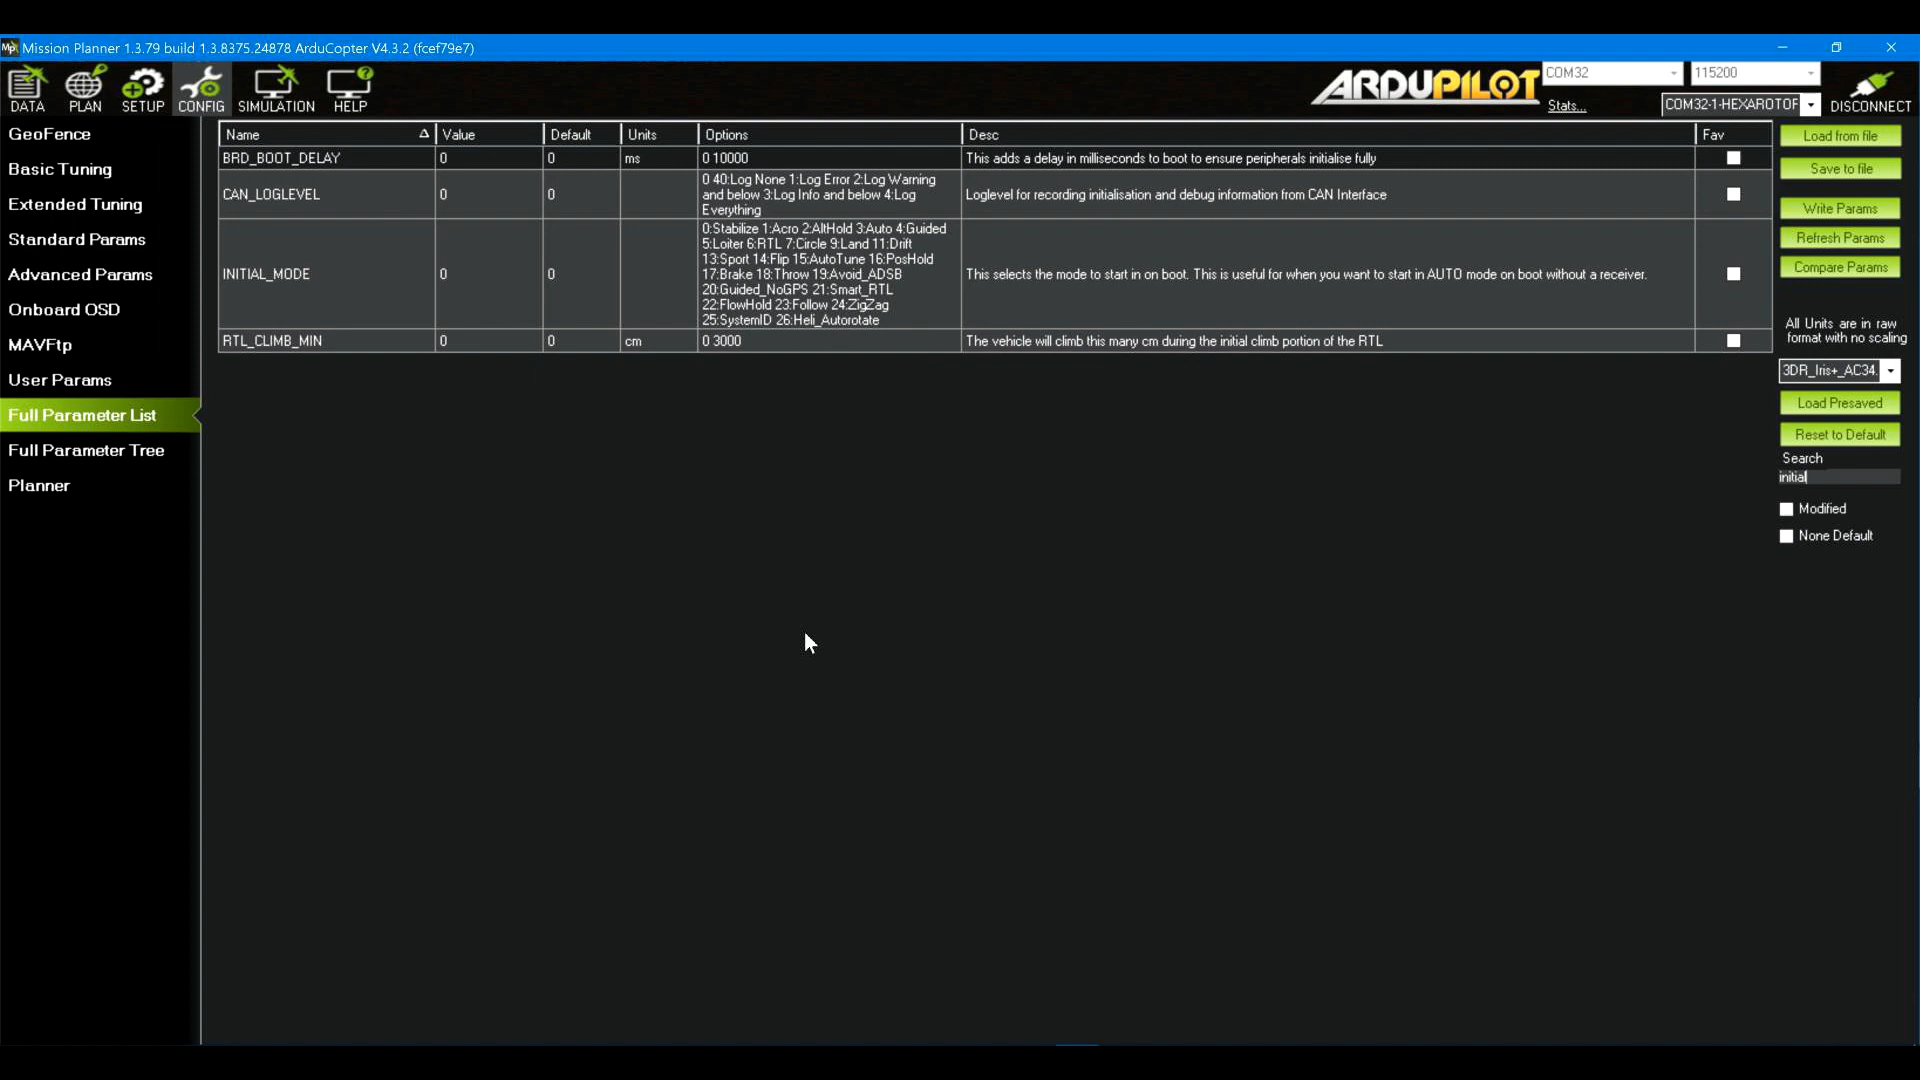 Mission Planner 1.3.79 build 1.3.8375.24878 ArduCopter V4.3.2 (fcef79e7)
DATA
PLAN
SETUP
CONFIG
SIMULATION
HELP
ARDUPILOT
COM32
115200
Stats...
COM32-1-HEXAROTOR
DISCONNECT
GeoFence
Basic Tuning
Extended Tuning
Standard Params
Advanced Params
Onboard OSD
MAVFtp
User Params
Full Parameter List
Full Parameter Tree
Planner
Name Value Default Units Options Desc Fav
BRD_BOOT_DELAY 0 0 ms 0 10000 This adds a delay in milliseconds to boot to ensure peripherals initialise fully
CAN_LOGLEVEL 0 0
0 40:Log None 1:Log Error 2:Log Warning
and below 3:Log Info and below 4:Log
Everything
Loglevel for recording initialisation and debug information from CAN Interface
INITIAL_MODE 0 0
0:Stabilize 1:Acro 2:AltHold 3:Auto 4:Guided
5:Loiter 6:RTL 7:Circle 9:Land 11:Drift
13:Sport 14:Flip 15:AutoTune 16:PosHold
17:Brake 18:Throw 19:Avoid_ADSB
20:Guided_NoGPS 21:Smart_RTL
22:FlowHold 23:Follow 24:ZigZag
25:SystemID 26:Heli_Autorotate
This selects the mode to start in on boot. This is useful for when you want to start in AUTO mode on boot without a receiver.
RTL_CLIMB_MIN 0 0 cm 0 3000 The vehicle will climb this many cm during the initial climb portion of the RTL
Load from file
Save to file
Write Params
Refresh Params
Compare Params
All Units are in raw
format with no scaling
3DR_Iris+_AC34.
Load Presaved
Reset to Default
Search
initial
Modified
None Default